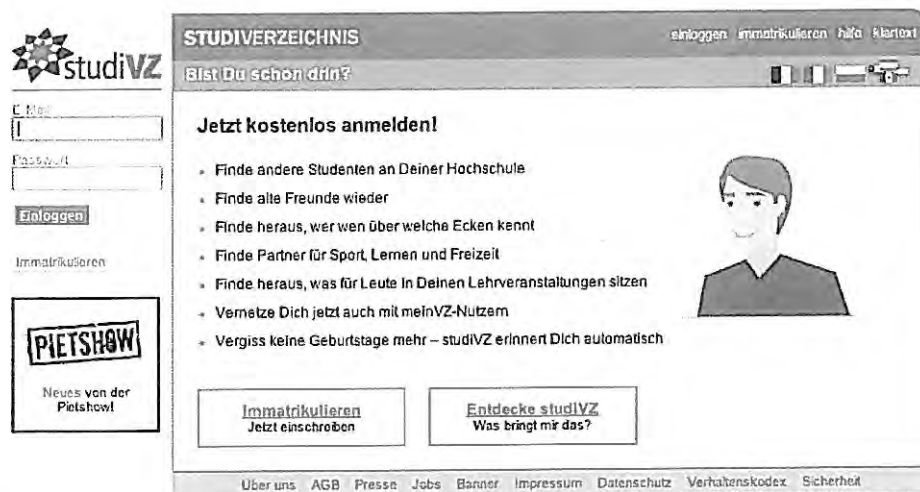 studiVZ
STUDIVERZEICHNIS
einloggen immatrikulieren hilfe klartext
Bist Du schon drin?
E-Mail
Passwort
Einloggen
Immatrikulieren
PIETSHOW
Neues von der
Pietshow!
Jetzt kostenlos anmelden!
Finde andere Studenten an Deiner Hochschule
Finde alte Freunde wieder
Finde heraus, wer wen über welche Ecken kennt
Finde Partner für Sport, Lernen und Freizeit
Finde heraus, was für Leute in Deinen Lehrveranstaltungen sitzen
Vernetze Dich jetzt auch mit meinVZ-Nutzern
Vergiss keine Geburtstage mehr – studiVZ erinnert Dich automatisch
Immatrikulieren
Jetzt einschreiben
Entdecke studiVZ
Was bringt mir das?
Über uns AGB Presse Jobs Banner Impressum Datenschutz Verhaltenskodex Sicherheit